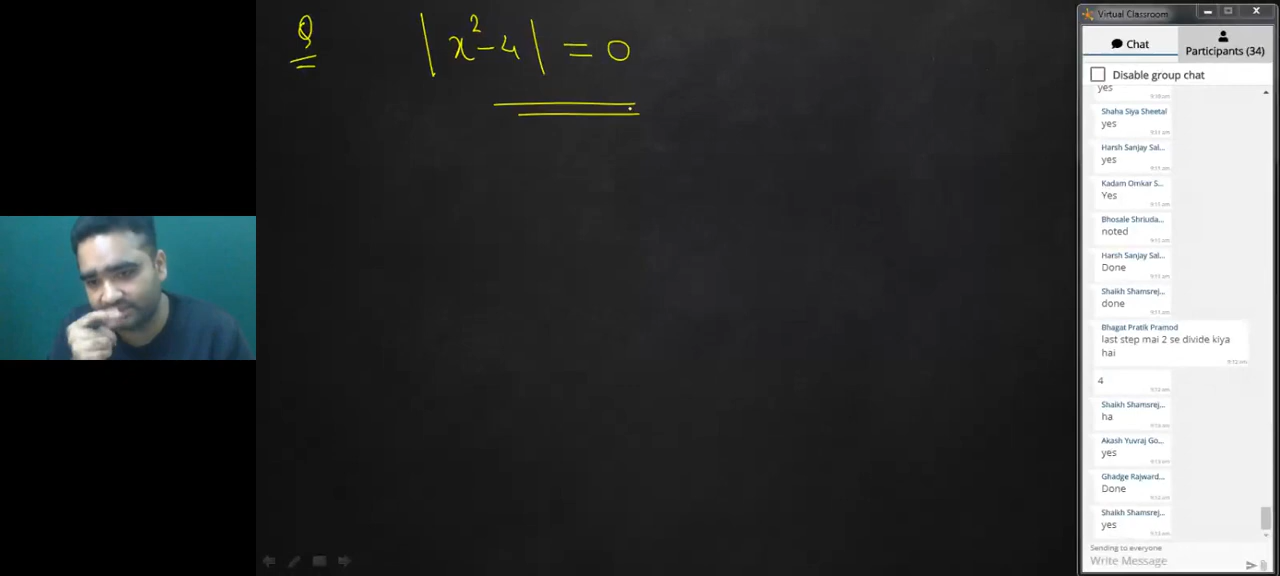 Q |x²-4| = 0
Virtual Classroom
Chat
Participants (34)
Disable group chat
yes
Shaha Siya Sheetal
yes
Harsh Sanjay Sal...
yes
Kadam Omkar S...
Yes
Bhosale Shriuda...
noted
Harsh Sanjay Sal...
Done
Shaikh Shamsrej...
done
Bhagat Pratik Pramod
last step mai 2 se divide kiya
hai
4
Shaikh Shamsrej...
ha
Akash Yuvraj Go...
yes
Ghadge Rajward...
Done
Shaikh Shamsrej...
yes
Sending to everyone
Write Message